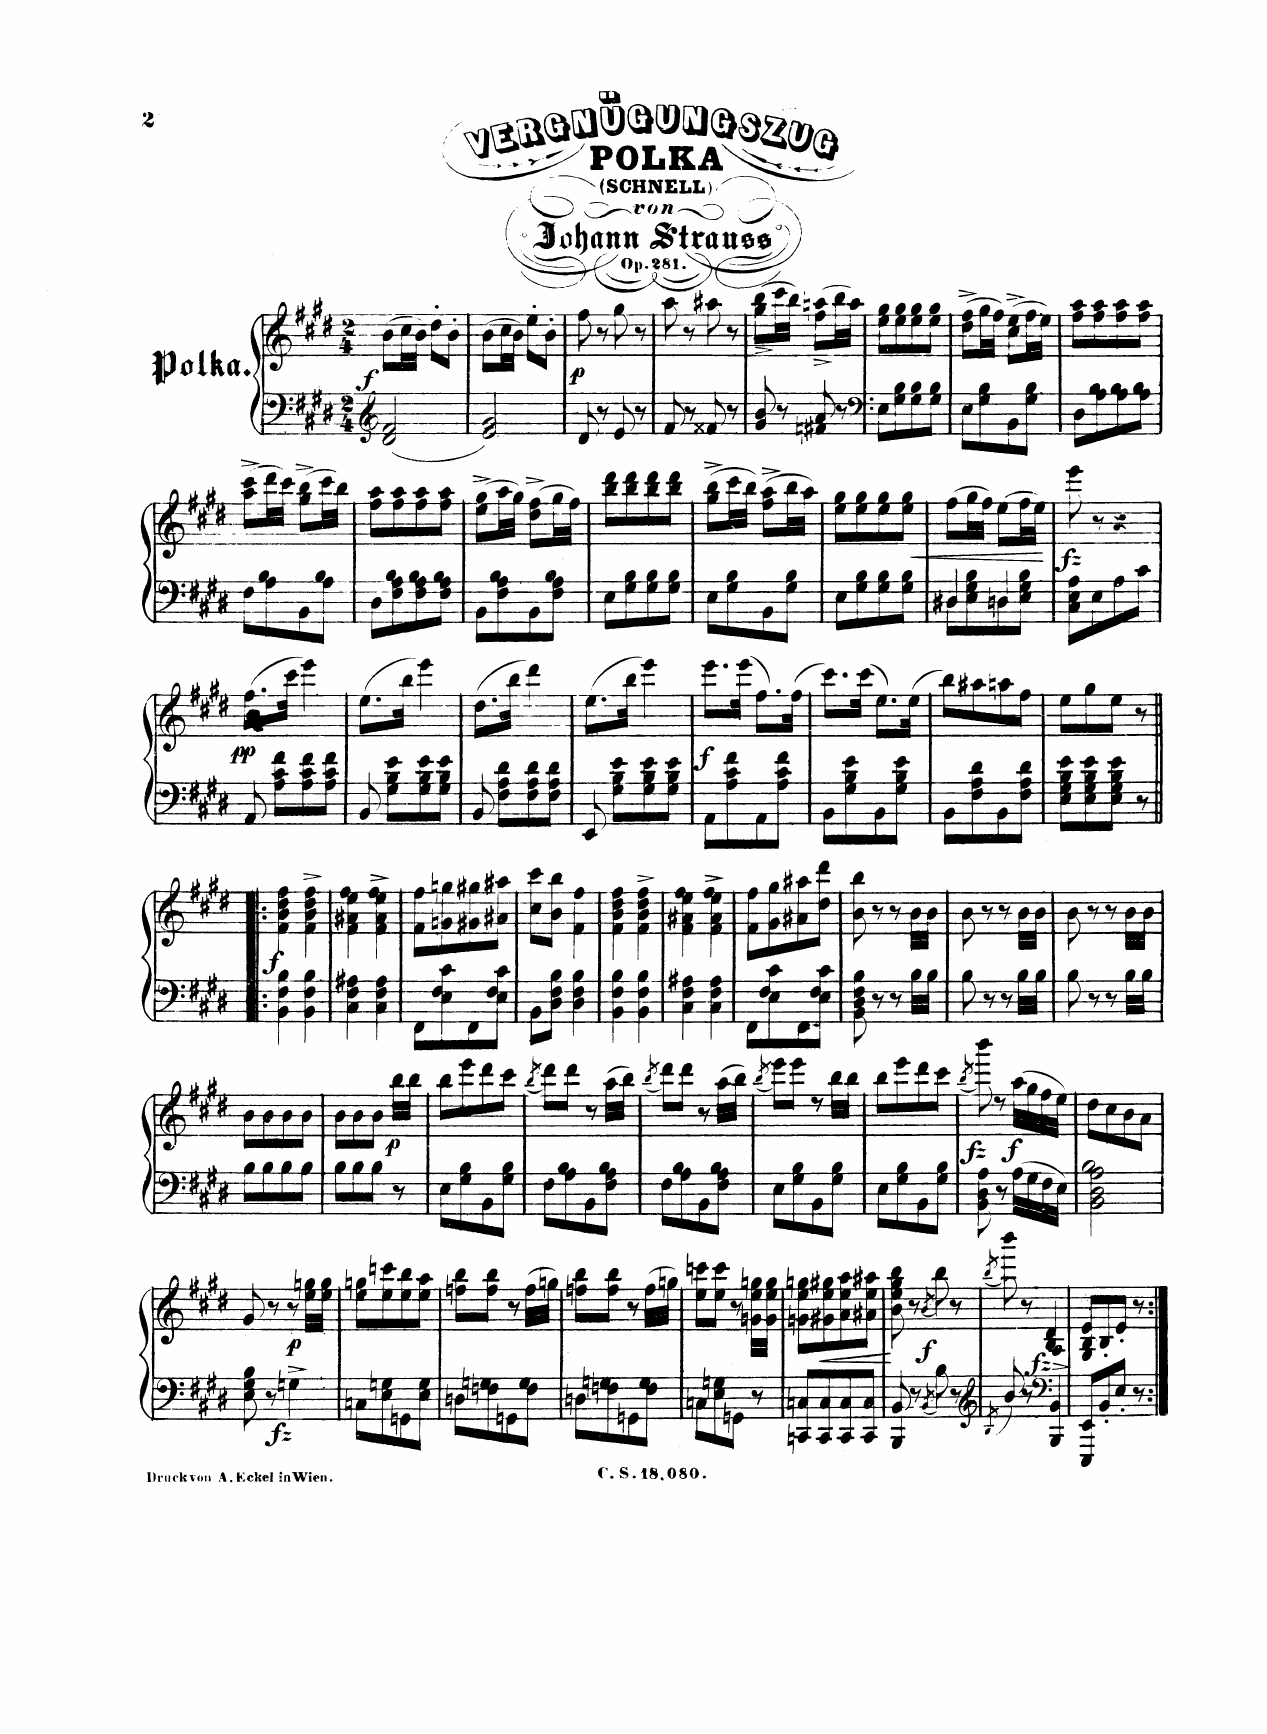 2
VERGNÜGUNGSZUG
POLKA
(SCHNELL)
von
Johann Strauss
Op. 281.
Polka.
f
p
fz
pp
f
f
p
fz
f
p
fz
f
fz
Druck von A. Eckel in Wien.
C. S. 18,080.